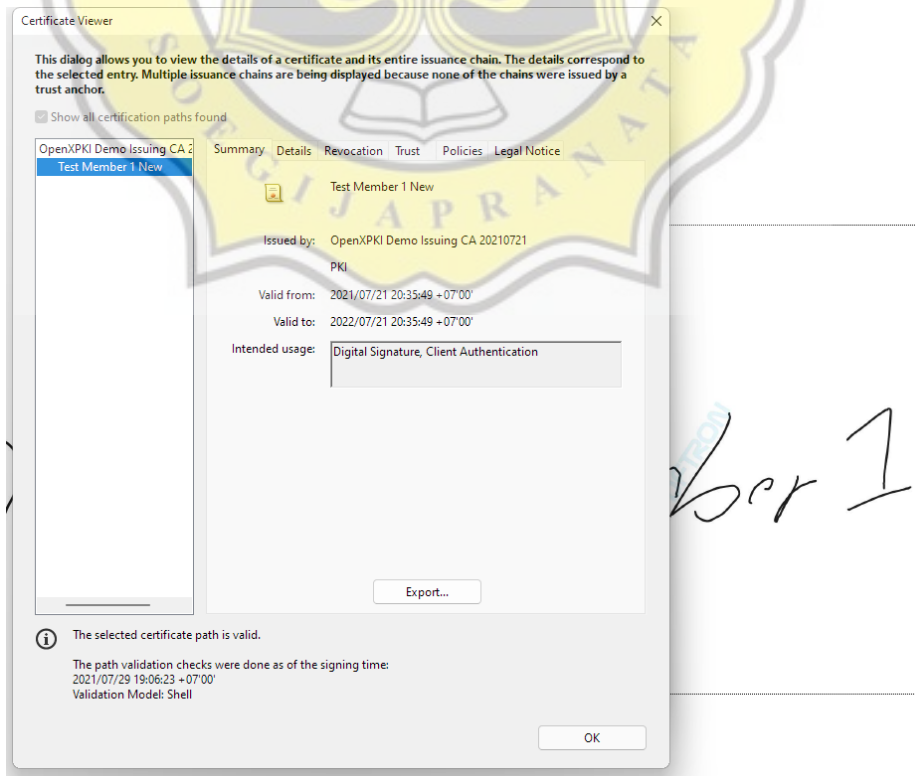 Certificate Viewer
This dialog allows you to view the details of a certificate and its entire issuance chain. The details correspond to
the selected entry. Multiple issuance chains are being displayed because none of the chains were issued by a
trust anchor.
Show all certification paths found
OpenXPKI Demo Issuing CA 2
Test Member 1 New
Summary Details Revocation Trust Policies Legal Notice
Test Member 1 New
Issued by: OpenXPKI Demo Issuing CA 20210721
PKI
Valid from: 2021/07/21 20:35:49 +07'00'
Valid to: 2022/07/21 20:35:49 +07'00'
Intended usage: Digital Signature, Client Authentication
Export...
The selected certificate path is valid.
The path validation checks were done as of the signing time:
2021/07/29 19:06:23 +07'00'
Validation Model: Shell
OK
SOEGIJAPRANATA
ber 1